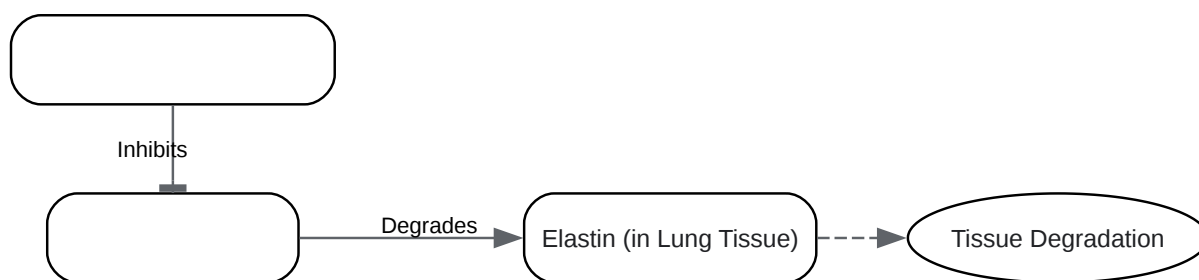 Inhibits
Degrades
Elastin (in Lung Tissue)
Tissue Degradation